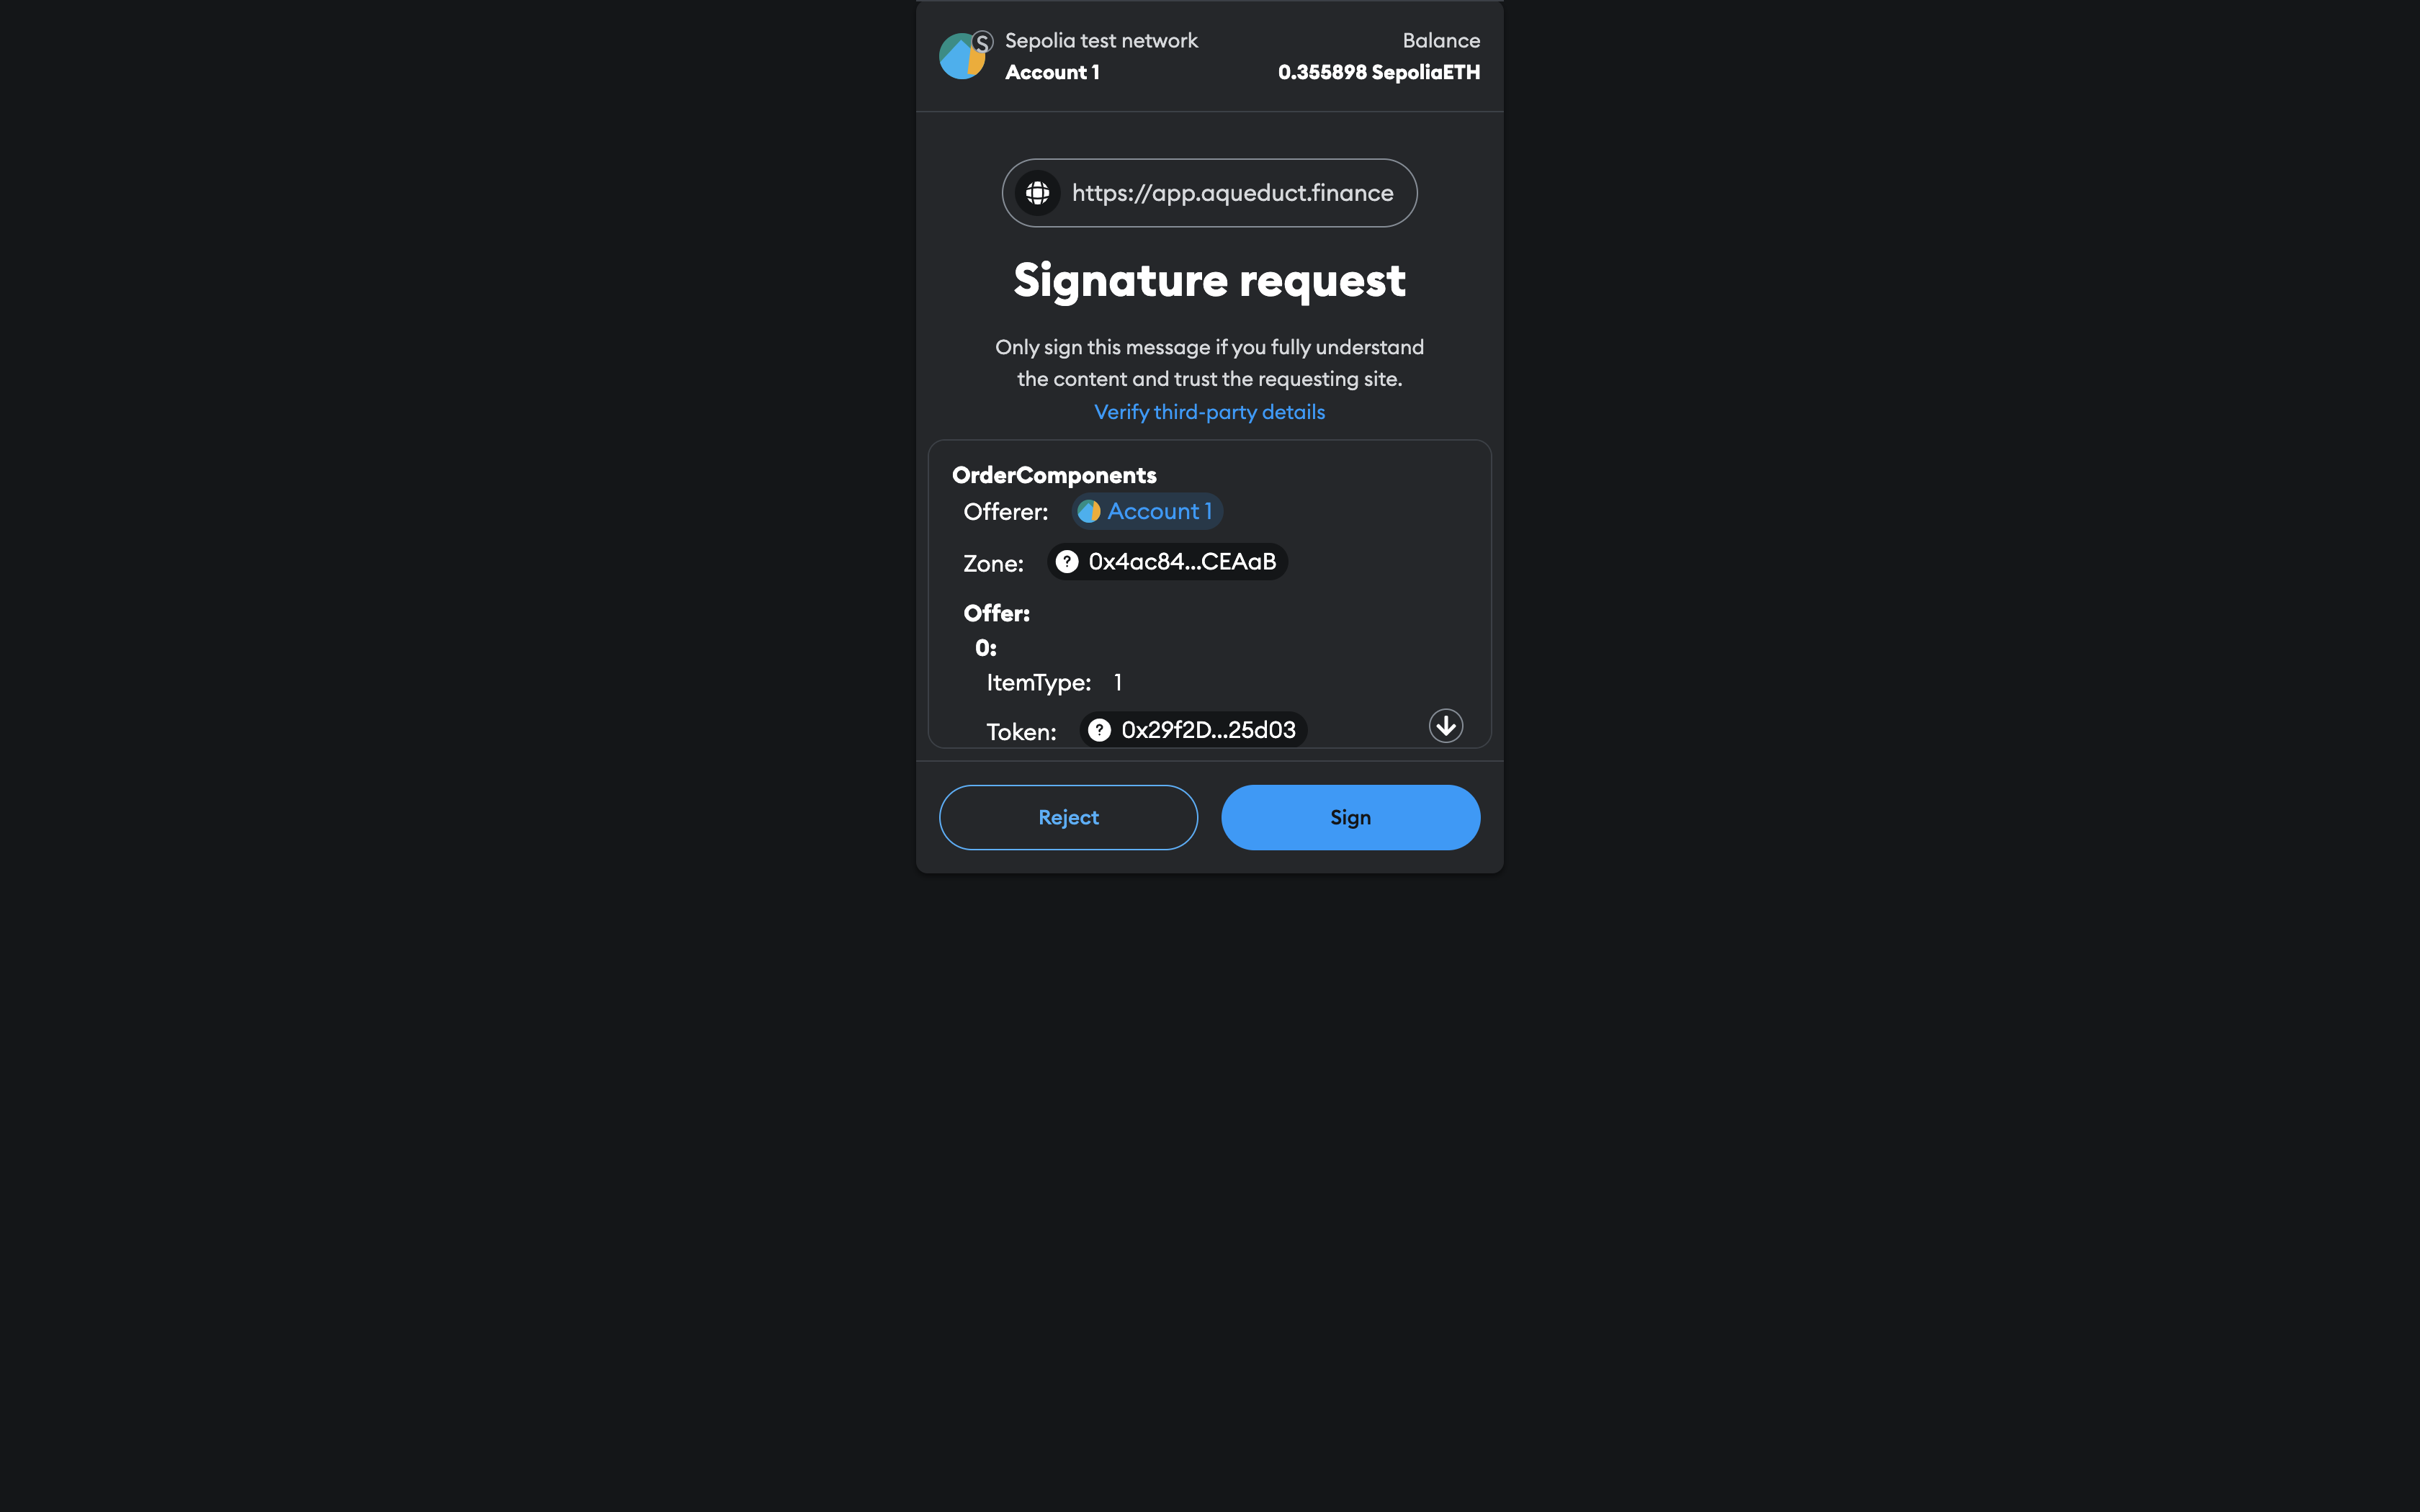 Sepolia test network
Balance
Account 1
0.355898 SepoliaETH
https://app.aqueduct.finance
Signature request
Only sign this message if you fully understand
the content and trust the requesting site.
Verify third-party details
OrderComponents
Offerer: Account 1
Zone: 0x4ac84...CEAaB
Offer:
0:
ItemType: 1
Token: 0x29f2D...25d03
Reject
Sign